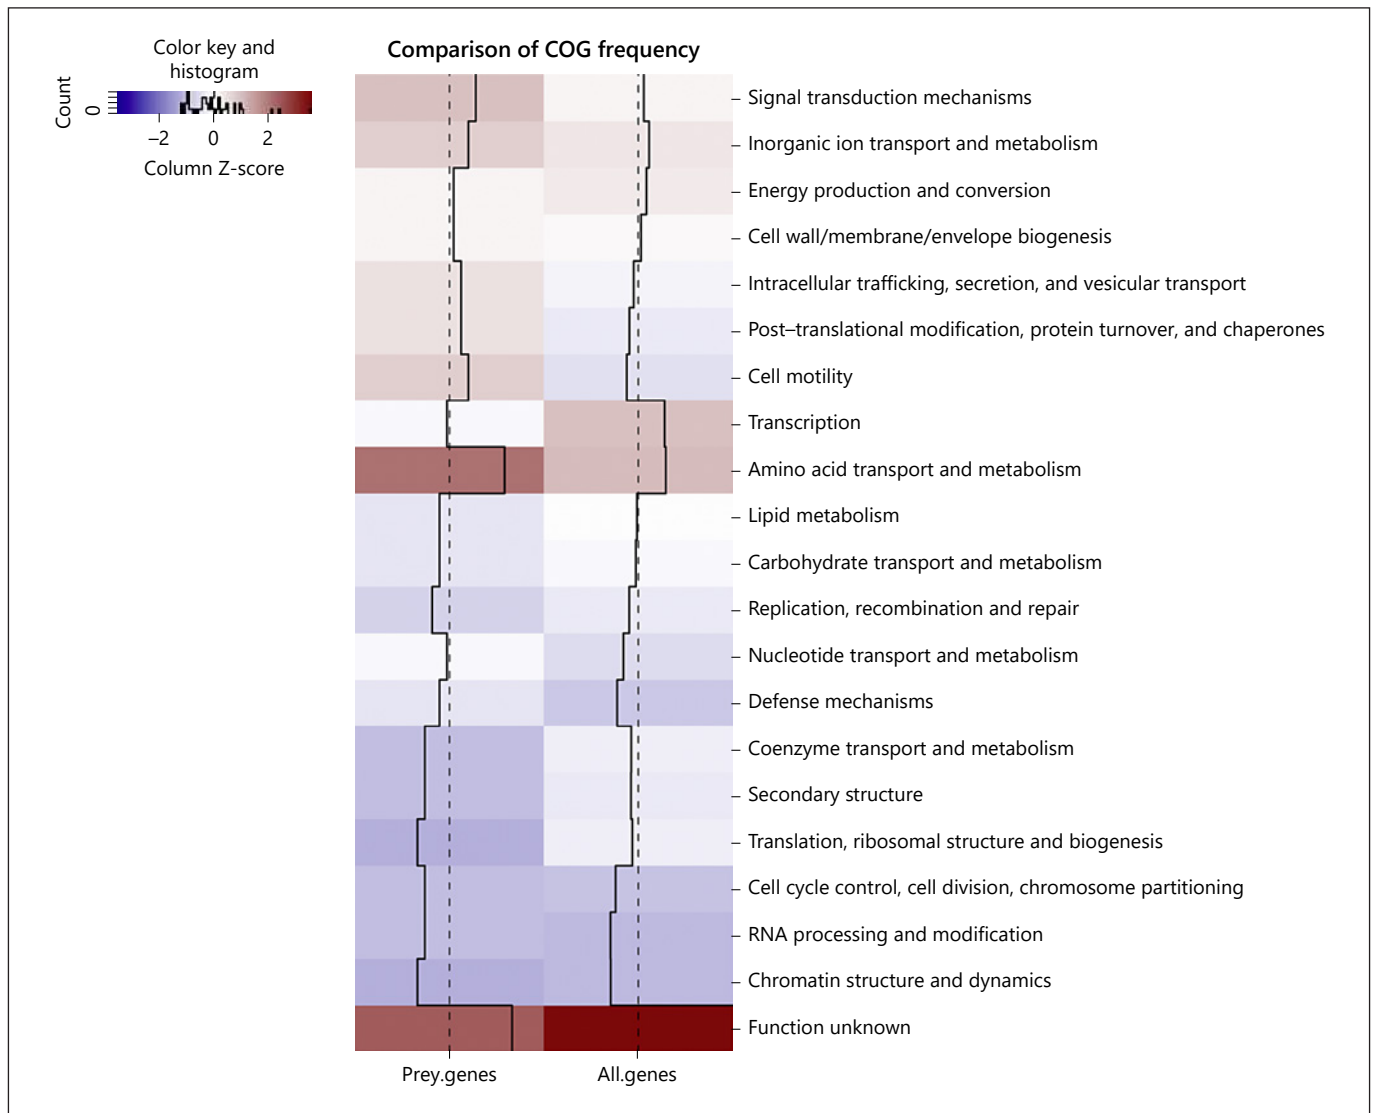 Color key and
histogram
Count
0
–2 0 2
Column Z-score
Comparison of COG frequency
Signal transduction mechanisms
Inorganic ion transport and metabolism
Energy production and conversion
Cell wall/membrane/envelope biogenesis
Intracellular trafficking, secretion, and vesicular transport
Post–translational modification, protein turnover, and chaperones
Cell motility
Transcription
Amino acid transport and metabolism
Lipid metabolism
Carbohydrate transport and metabolism
Replication, recombination and repair
Nucleotide transport and metabolism
Defense mechanisms
Coenzyme transport and metabolism
Secondary structure
Translation, ribosomal structure and biogenesis
Cell cycle control, cell division, chromosome partitioning
RNA processing and modification
Chromatin structure and dynamics
Function unknown
Prey.genes All.genes